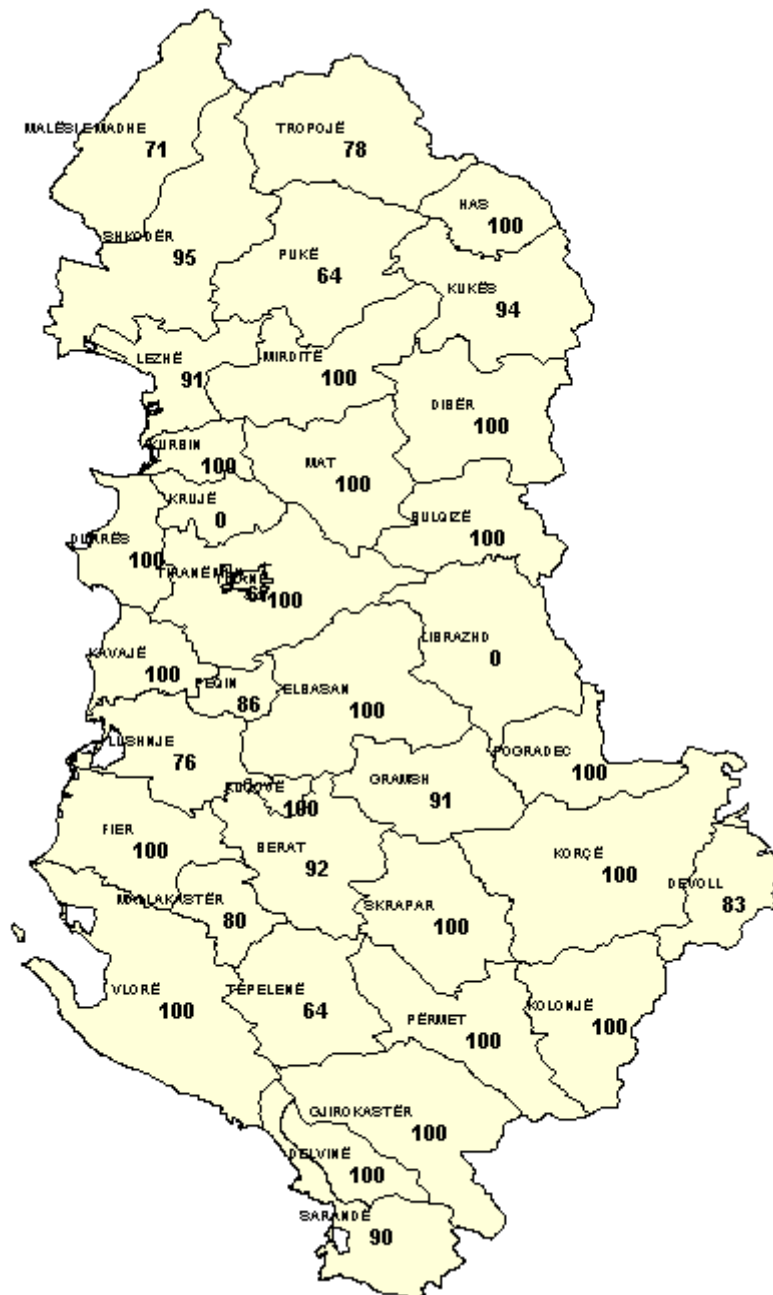 MALËSI E MADHE
71
TROPOJË
78
HAS
100
SHKODËR
95
PUKË
64
KUKËS
94
LEZHË
91
MIRDITË
100
DIBËR
100
KURBIN
100
MAT
100
KRUJË
0
BULQIZË
100
DURRËS
100
100
LIBRAZHD
0
KAVAJË
100
PEQIN
86
ELBASAN
100
LUSHNJE
76
POGRADEC
100
GRAMSH
91
KUÇOVË
100
FIER
100
BERAT
92
KORÇË
100
DEVOLL
83
MALLAKASTËR
80
SKRAPAR
100
VLORË
100
TEPELENË
64
PËRMET
100
KOLONJË
100
GJIROKASTËR
100
DELVINË
100
SARANDË
90